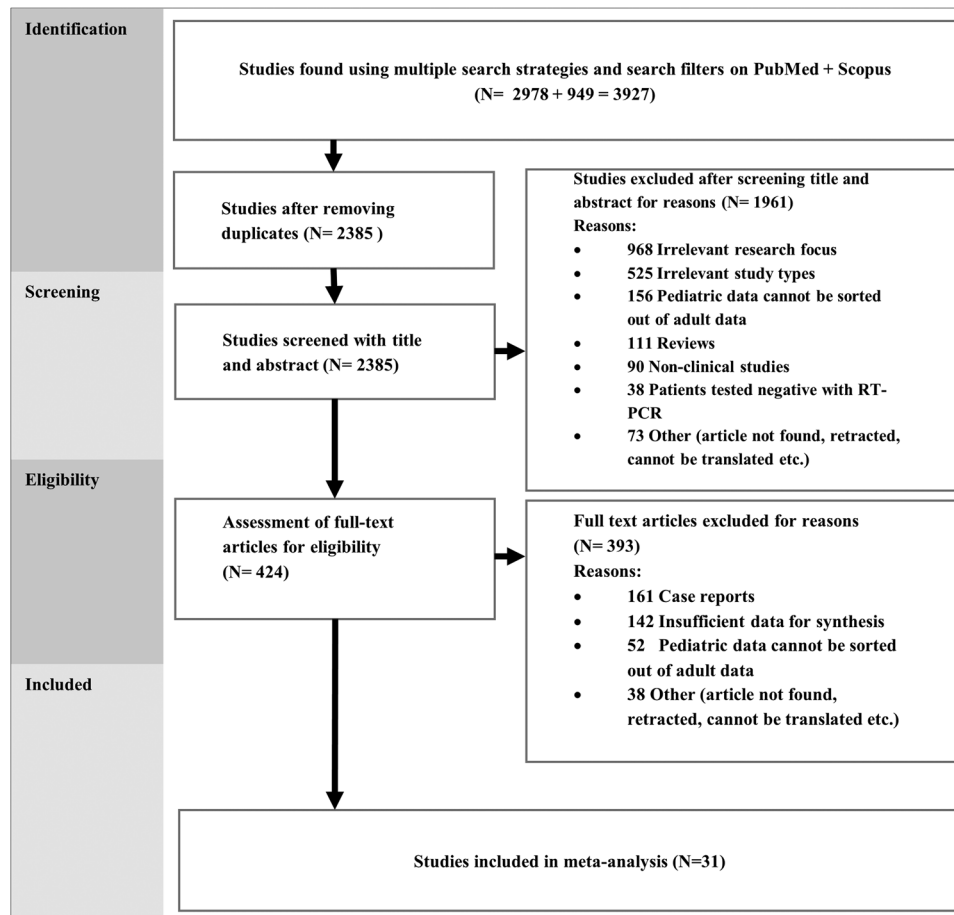 Identification
Studies found using multiple search strategies and search filters on PubMed + Scopus
(N=  2978 + 949 = 3927)
Studies after removing
duplicates (N= 2385 )
Studies excluded after screening title and
abstract for reasons (N= 1961)
Reasons:
• 968 Irrelevant research focus
• 525 Irrelevant study types
• 156 Pediatric data cannot be sorted
out of adult data
• 111 Reviews
• 90 Non-clinical studies
• 38 Patients tested negative with RT-
PCR
• 73 Other (article not found, retracted,
cannot be translated etc.)
Screening
Studies screened with title
and abstract (N= 2385)
Eligibility
Assessment of full-text
articles for eligibility
(N= 424)
Full text articles excluded for reasons
(N= 393)
Reasons:
• 161 Case reports
• 142 Insufficient data for synthesis
• 52 Pediatric data cannot be sorted
out of adult data
• 38 Other (article not found,
retracted, cannot be translated etc.)
Included
Studies included in meta-analysis (N=31)